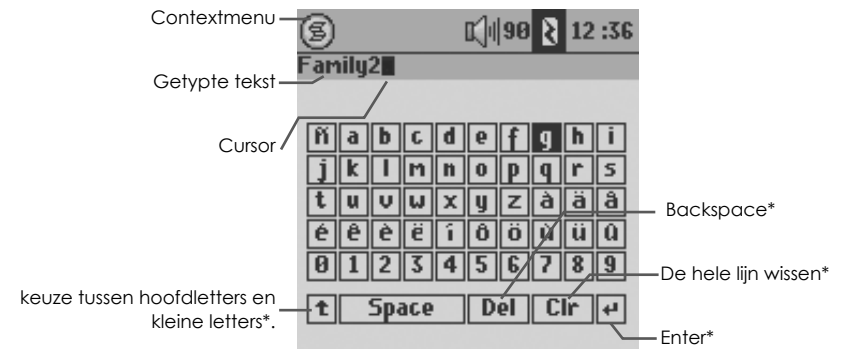 Contextmenu
90 12 :36
Getypte tekst
Family2
Cursor
ñ a b c d e f g h i
j k l m n o p q r s
t u v w x y z à ä â
é ê è ë î ô ö ù ü û
0 1 2 3 4 5 6 7 8 9
Space Del Clr
Backspace*
De hele lijn wissen*
keuze tussen hoofdletters en
kleine letters*.
Enter*